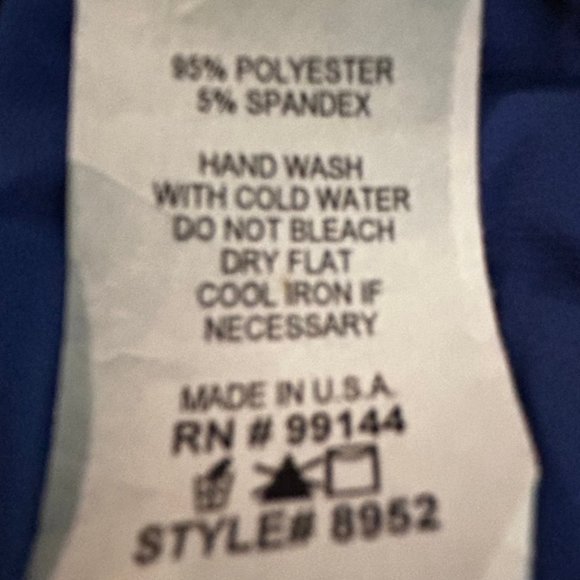 95% POLYESTER
5% SPANDEX
HAND WASH
WITH COLD WATER
DO NOT BLEACH
DRY FLAT
COOL IRON IF
NECESSARY
MADE IN U.S.A.
RN # 99144
STYLE# 8952